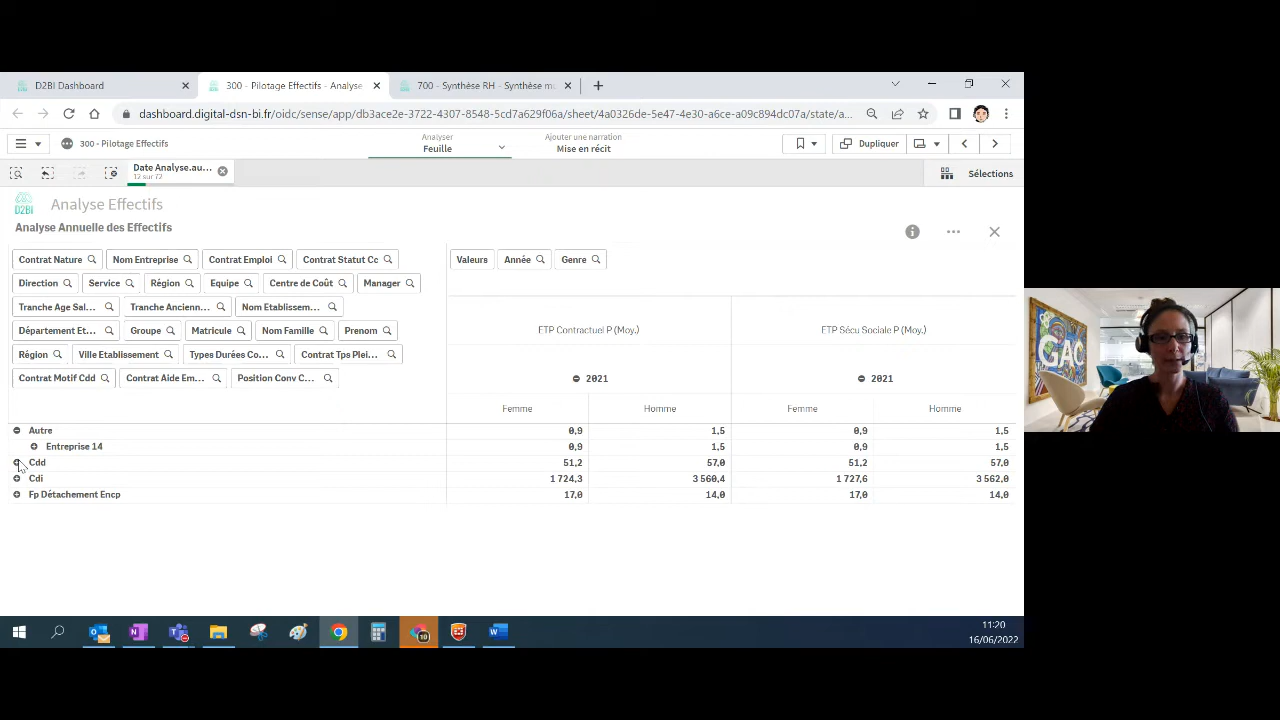 D2BI Dashboard
300 - Pilotage Effectifs - Analyse
700 - Synthèse RH - Synthèse mu
dashboard.digital-dsn-bi.fr/qlik/sense/app/db3ace2e-3722-4307-8548-5cd7a629f06a/sheet/4a0326de-5e47-4e30-a6ce-a09c894dc07a/state/a...
300 - Pilotage Effectifs
Analyser
Feuille
Ajouter une narration
Mise en récit
Dupliquer
Date Analyse.au...
12 sur 72
Sélections
D2BI
Analyse Effectifs
Analyse Annuelle des Effectifs
Contrat Nature Nom Entreprise Contrat Emploi Contrat Statut Cc
Valeurs Année Genre
Direction Service Région Equipe Centre de Coût Manager
Tranche Age Sal... Tranche Ancienn... Nom Etablissem...
Département Et... Groupe Matricule Nom Famille Prenom
FTP Contractuel P (Moy.) FTP Sécu Sociale P (Moy.)
Région Ville Etablissement Types Durées Co... Contrat Tps Plei...
Contrat Motif Cdd Contrat Aide Em... Position Conv C...
2021 2021
Femme Homme Femme Homme
Autre 0,9 1,5 0,9 1,5
Entreprise 14 0,9 1,5 0,9 1,5
Cdd 51,2 57,0 51,2 57,0
Cdi 1 724,3 3 560,4 1 727,6 3 562,0
Fp Détachement Encp 17,0 14,0 17,0 14,0
10
11:20
16/06/2022
GAC